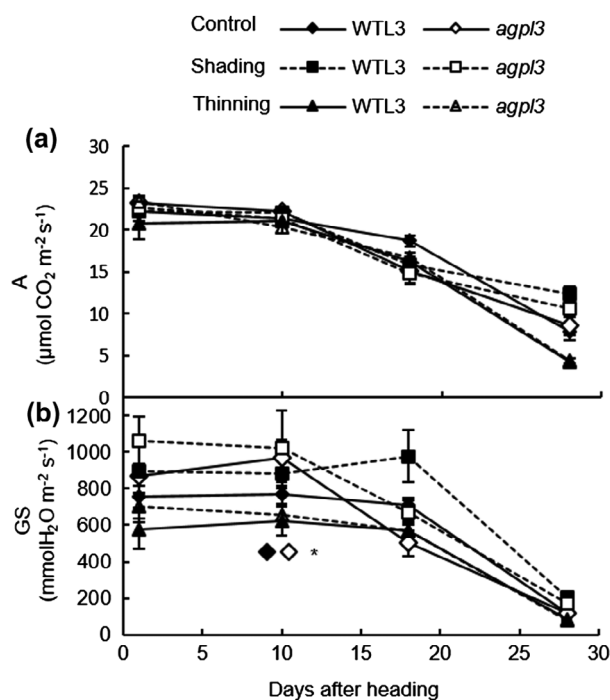 Control WTL3 agpl3
Shading WTL3 agpl3
Thinning WTL3 agpl3
(a)
30
25
20
15
10
5
0
A
(μmol CO2 m-2 s-1)
(b)
1200
1000
800
600
400
200
0
GS
(mmolH2O m-2 s-1)
*
0 5 10 15 20 25 30
Days after heading